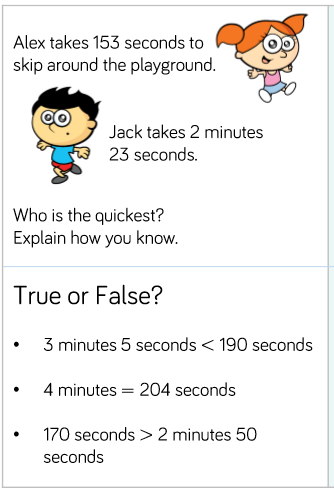 Alex takes 153 seconds to
skip around the playground.
Jack takes 2 minutes
23 seconds.
Who is the quickest?
Explain how you know.
True or False?
• 3 minutes 5 seconds < 190 seconds
• 4 minutes = 204 seconds
• 170 seconds > 2 minutes 50
seconds